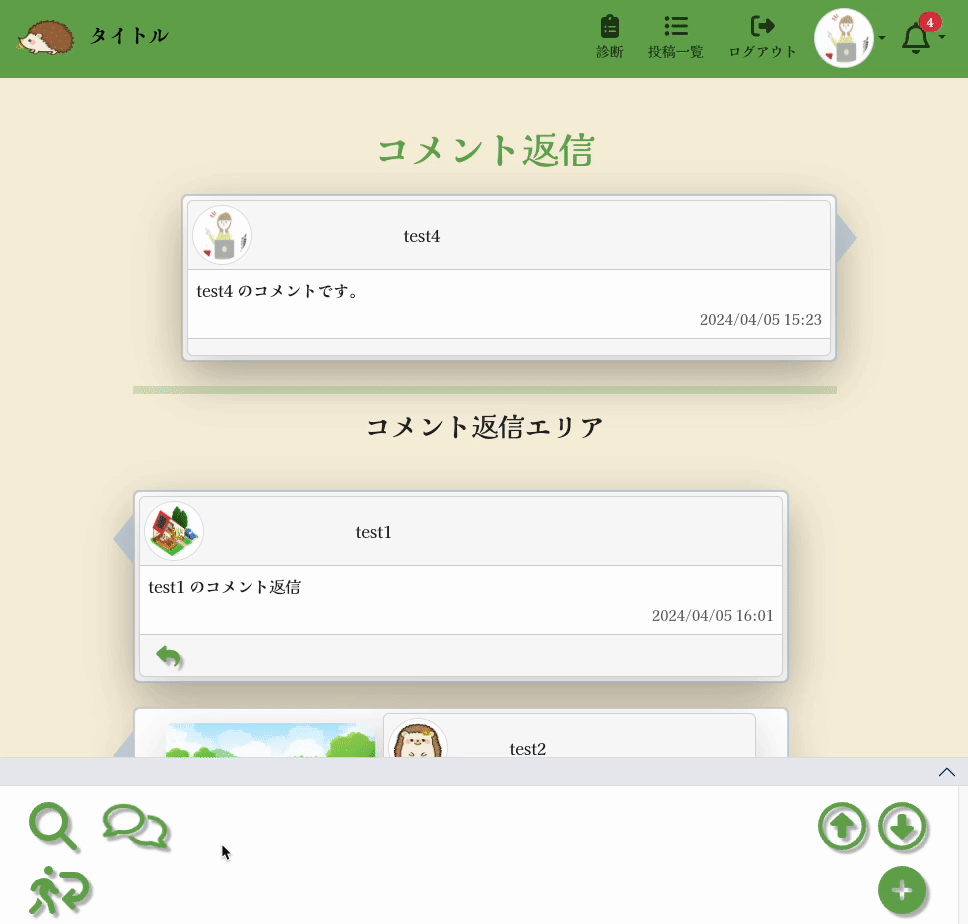 タイトル
診断
投稿一覧
ログアウト
4
コメント返信
test4
test4 のコメントです。
2024/04/05 15:23
コメント返信エリア
test1
test1 のコメント返信
2024/04/05 16:01
test2